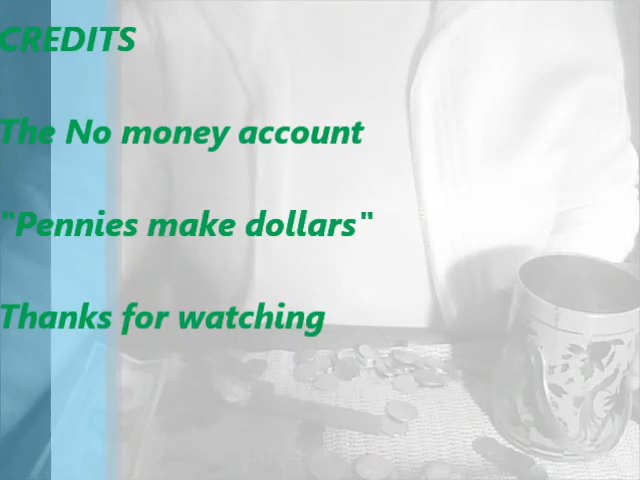 CREDITS
The No money account
"Pennies make dollars"
Thanks for watching